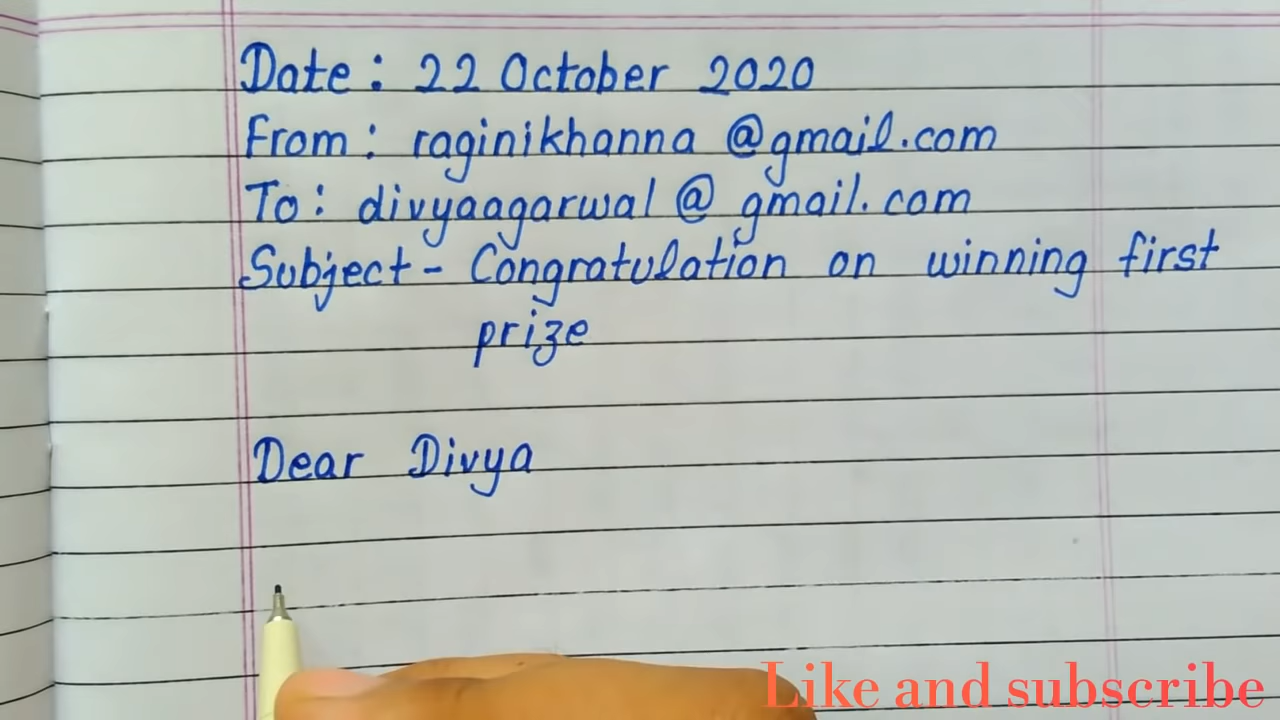 Date : 22 October 2020
From : raginikhanna @gmail.com
To : divyaagarwal @ gmail.com
Subject - Congratulation on winning first
prize
Dear Divya
Like and subscribe